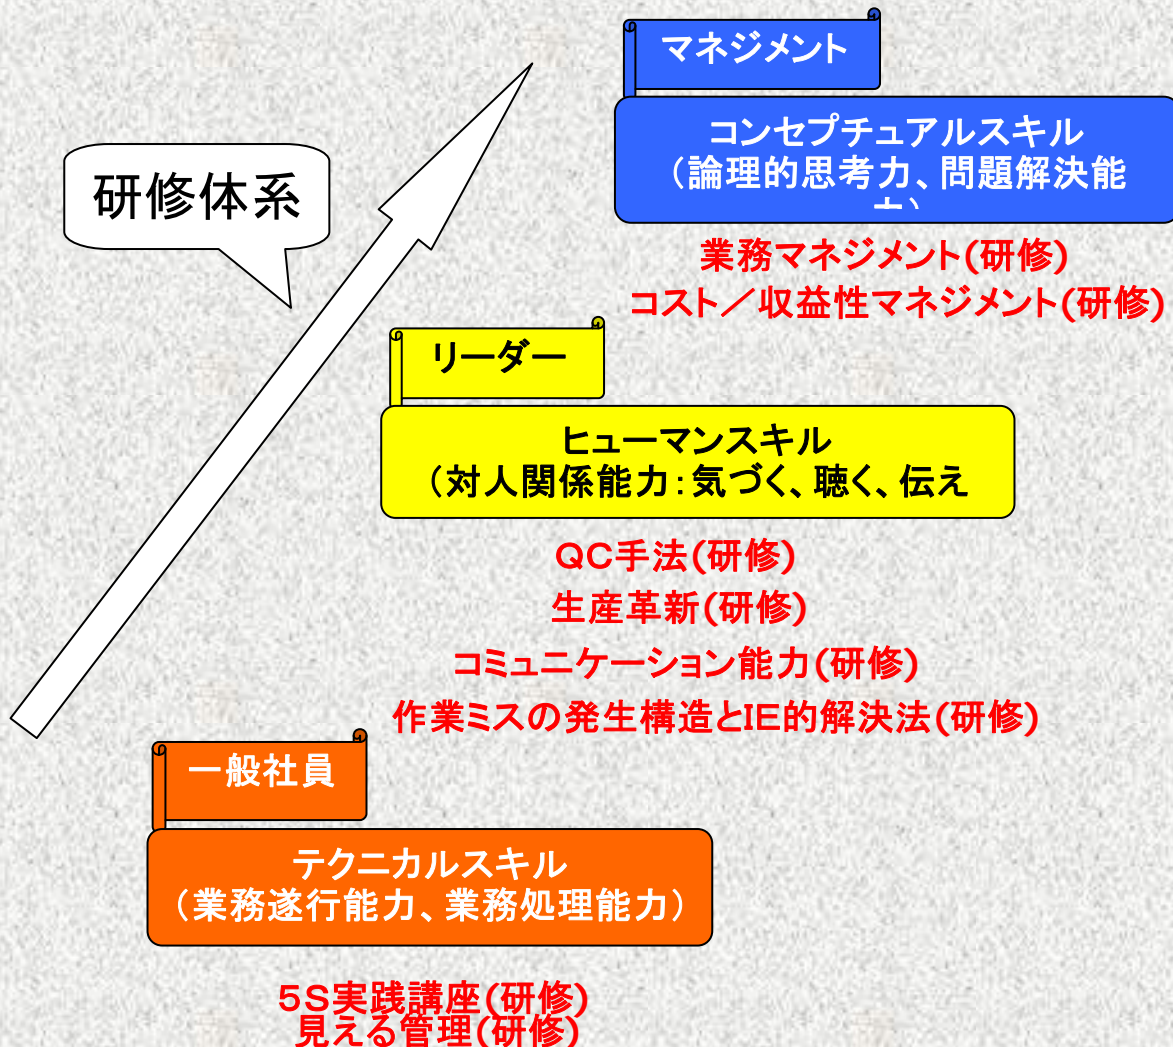 マネジメント
コンセプチュアルスキル
（論理的思考力、問題解決能
研修体系
業務マネジメント(研修)
コスト／収益性マネジメント(研修)
リーダー
ヒューマンスキル
（対人関係能力：気づく、聴く、伝え
QC手法(研修)
生産革新(研修)
コミュニケーション能力(研修)
作業ミスの発生構造とIE的解決法(研修)
一般社員
テクニカルスキル
（業務遂行能力、業務処理能力）
5S実践講座(研修)
見える管理(研修)